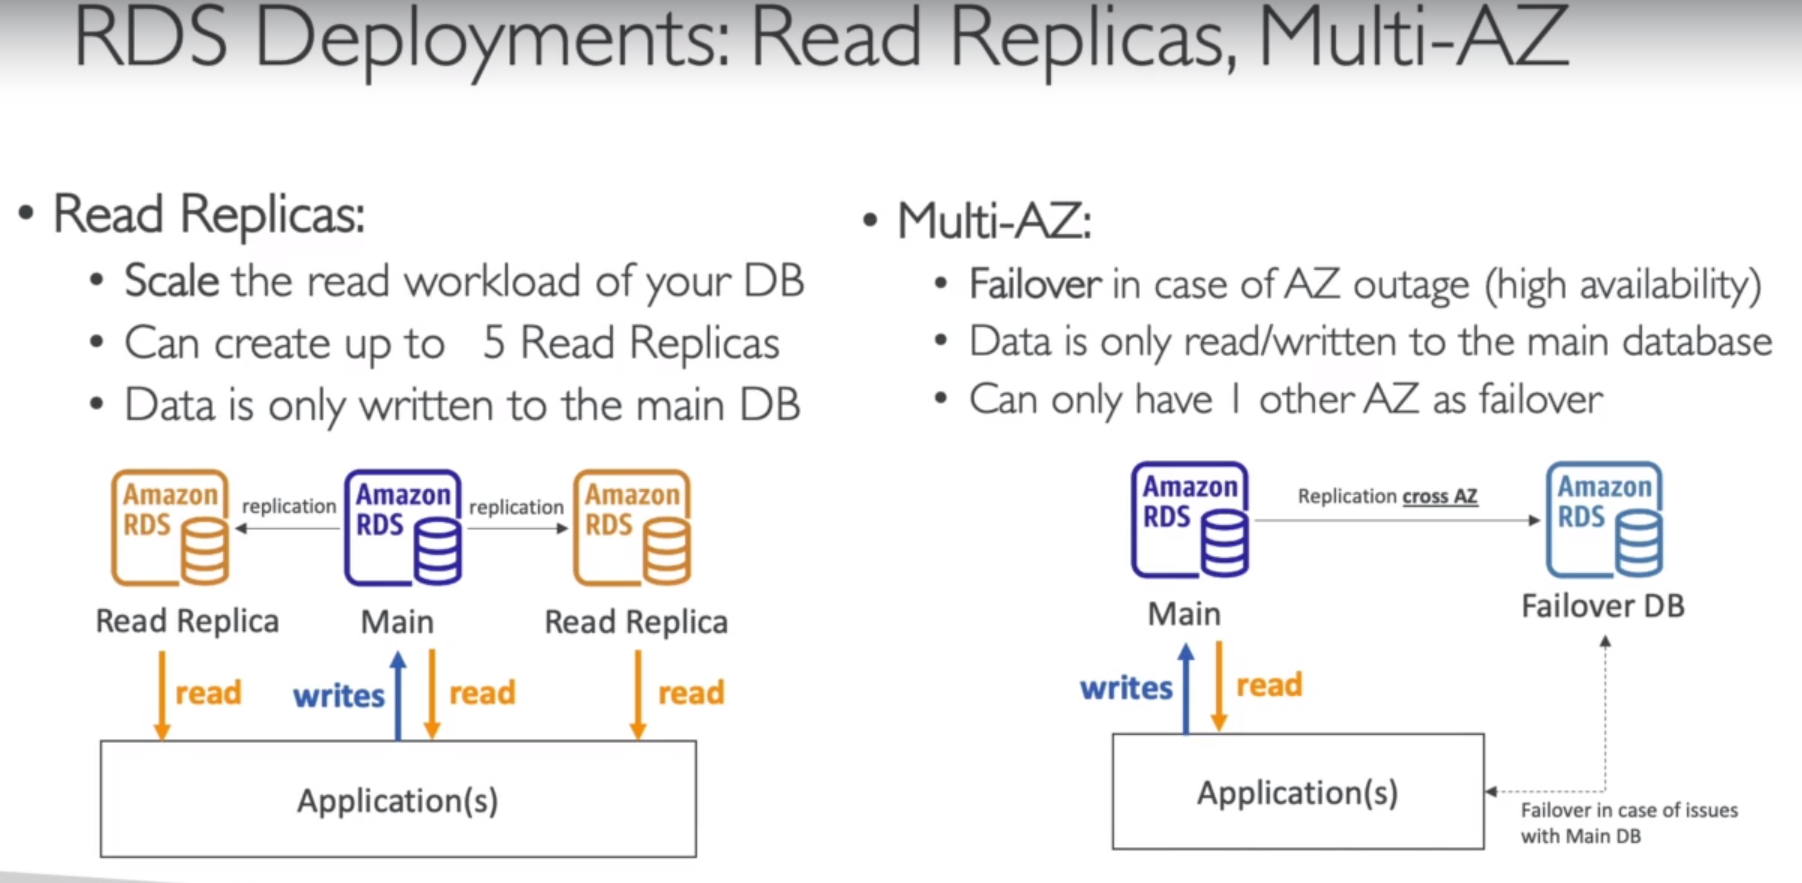 RDS Deployments: Read Replicas, Multi-AZ
• Read Replicas:
• Scale the read workload of your DB
• Can create up to 5 Read Replicas
• Data is only written to the main DB
Amazon
RDS
replication
Amazon
RDS
replication
Amazon
RDS
Read Replica
Main
Read Replica
read
writes
read
read
Application(s)
• Multi-AZ:
• Failover in case of AZ outage (high availability)
• Data is only read/written to the main database
• Can only have 1 other AZ as failover
Amazon
RDS
Replication cross AZ
Amazon
RDS
Main
Failover DB
writes
read
Application(s)
Failover in case of issues
with Main DB